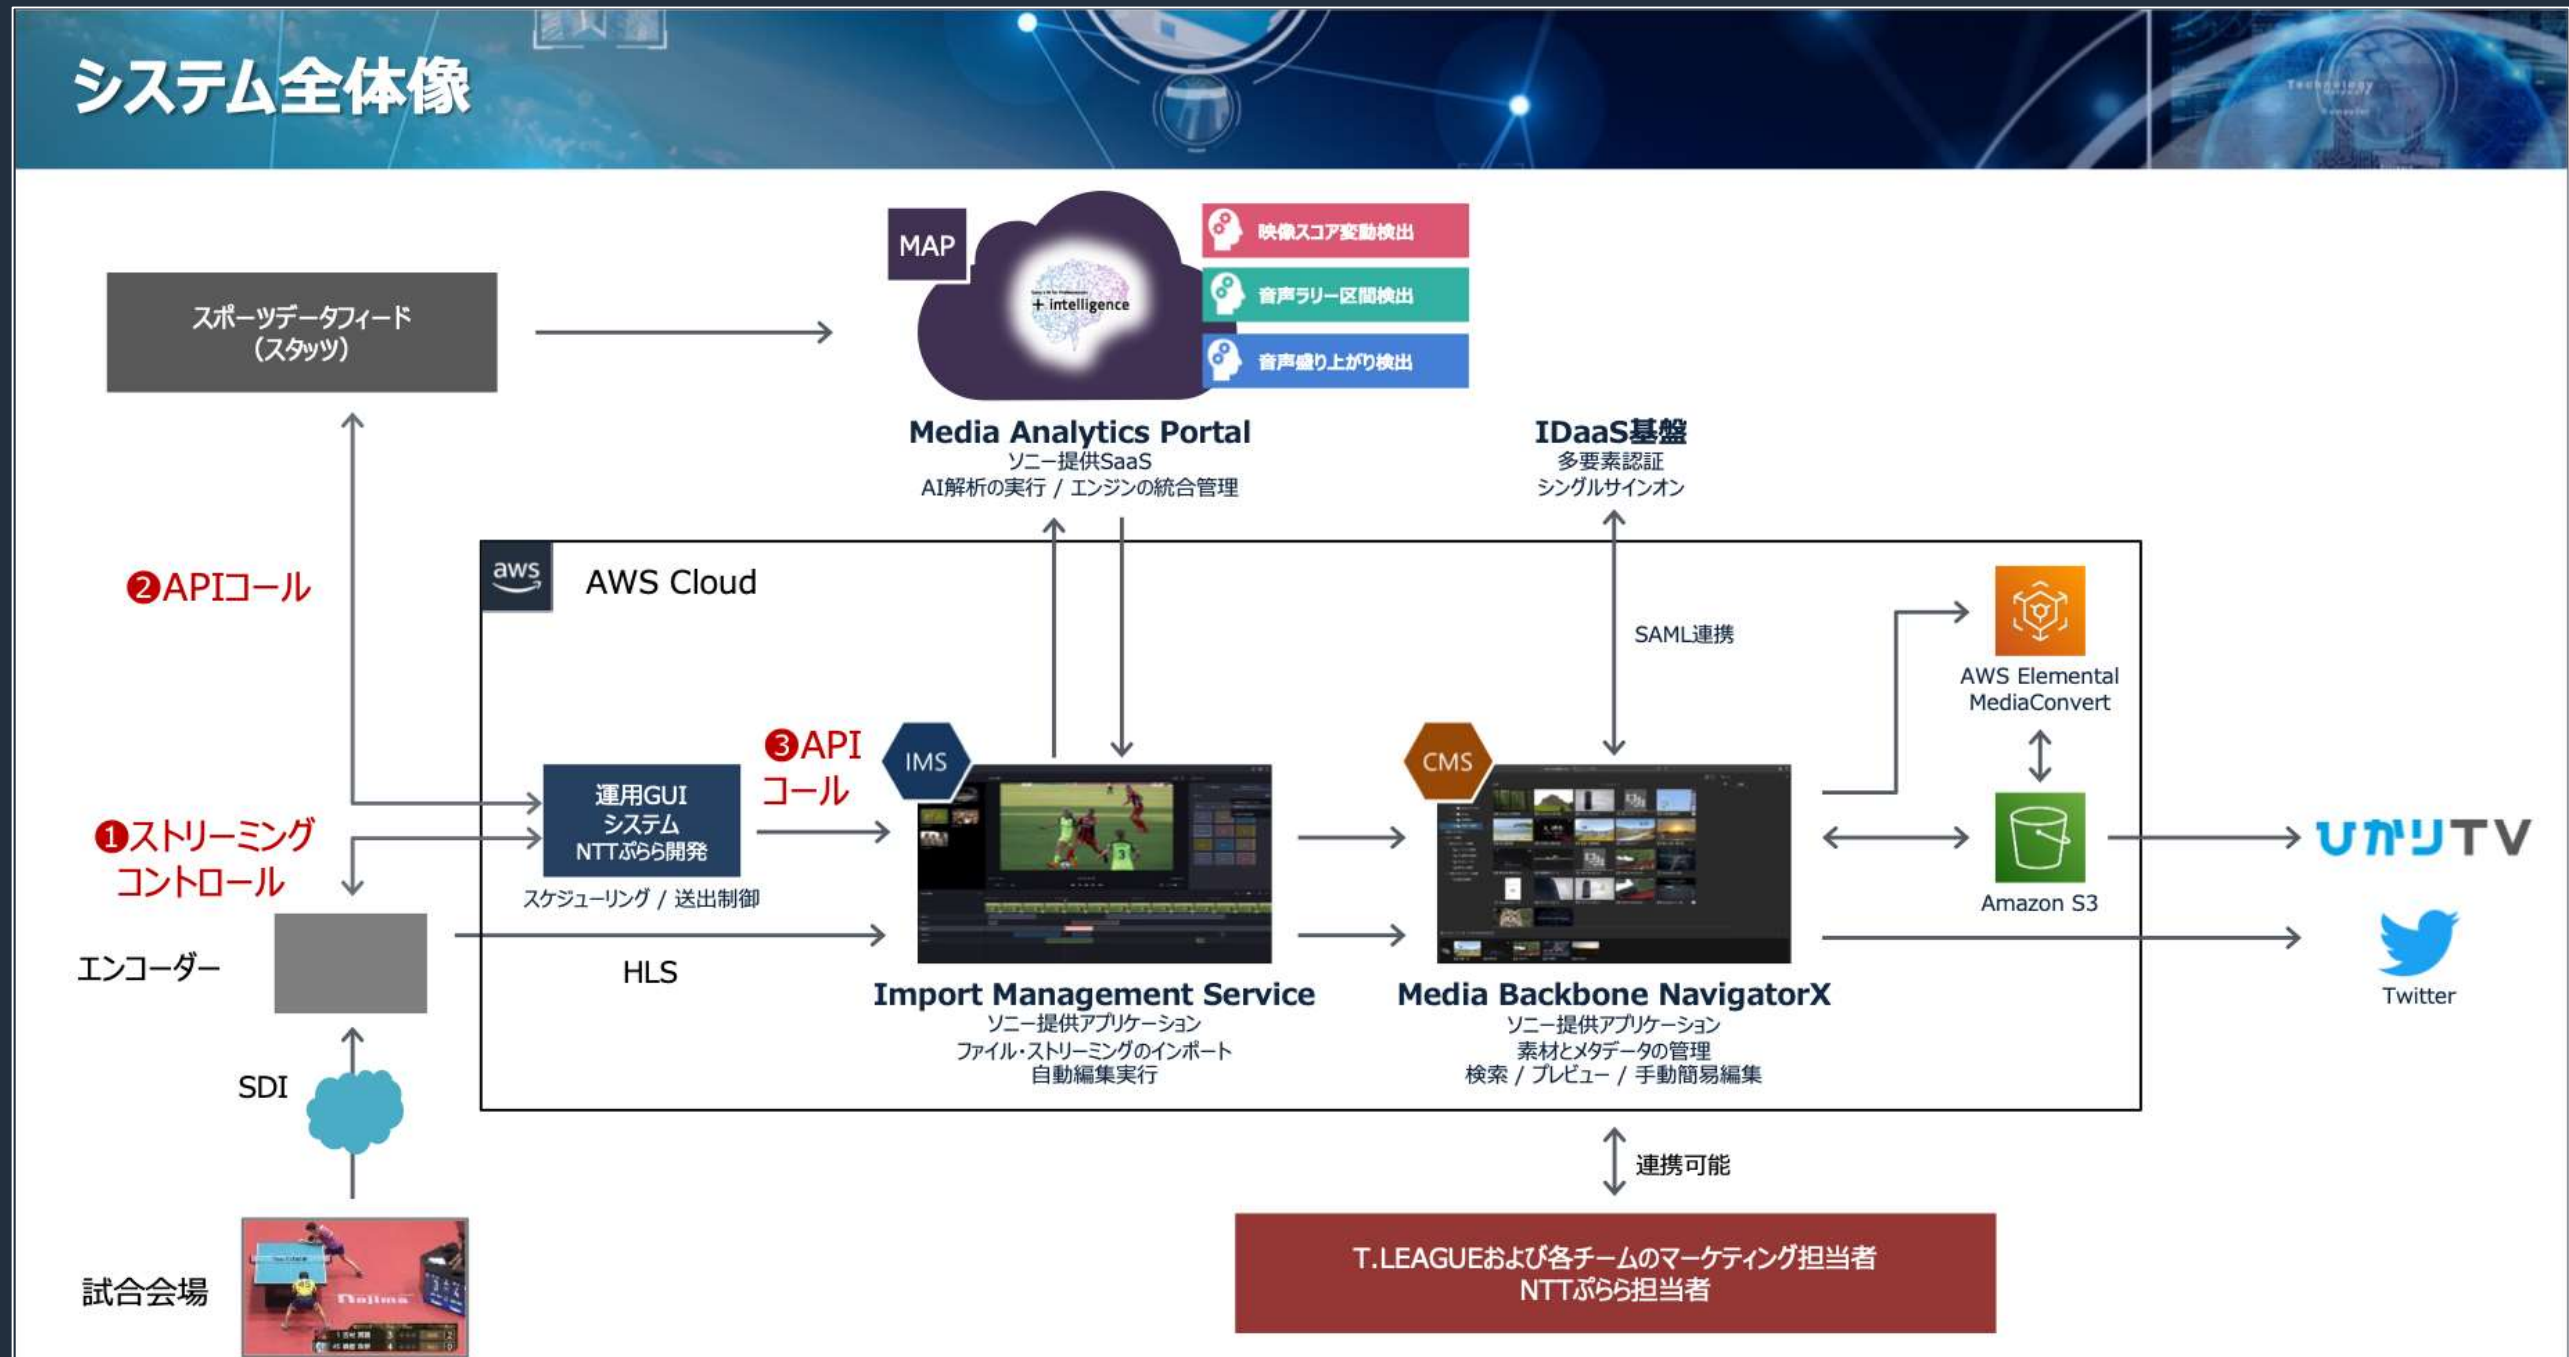 システム全体像
MAP
+ intelligence
映像スコア変動検出
音声ラリー区間検出
音声盛り上がり検出
スポーツデータフィード
(スタッツ)
Media Analytics Portal
ソニー提供SaaS
AI解析の実行 / エンジンの統合管理
IDaaS基盤
多要素認証
シングルサインオン
❷APIコール
aws
AWS Cloud
SAML連携
AWS Elemental
MediaConvert
❸API
コール
IMS
CMS
運用GUI
システム
NTTぷらら開発
スケジューリング / 送出制御
❶ストリーミング
コントロール
Amazon S3
ひかりTV
Twitter
エンコーダー
HLS
Import Management Service
ソニー提供アプリケーション
ファイル・ストリーミングのインポート
自動編集実行
Media Backbone NavigatorX
ソニー提供アプリケーション
素材とメタデータの管理
検索 / プレビュー / 手動簡易編集
SDI
連携可能
試合会場
Nojima
T.LEAGUEおよび各チームのマーケティング担当者
NTTぷらら担当者